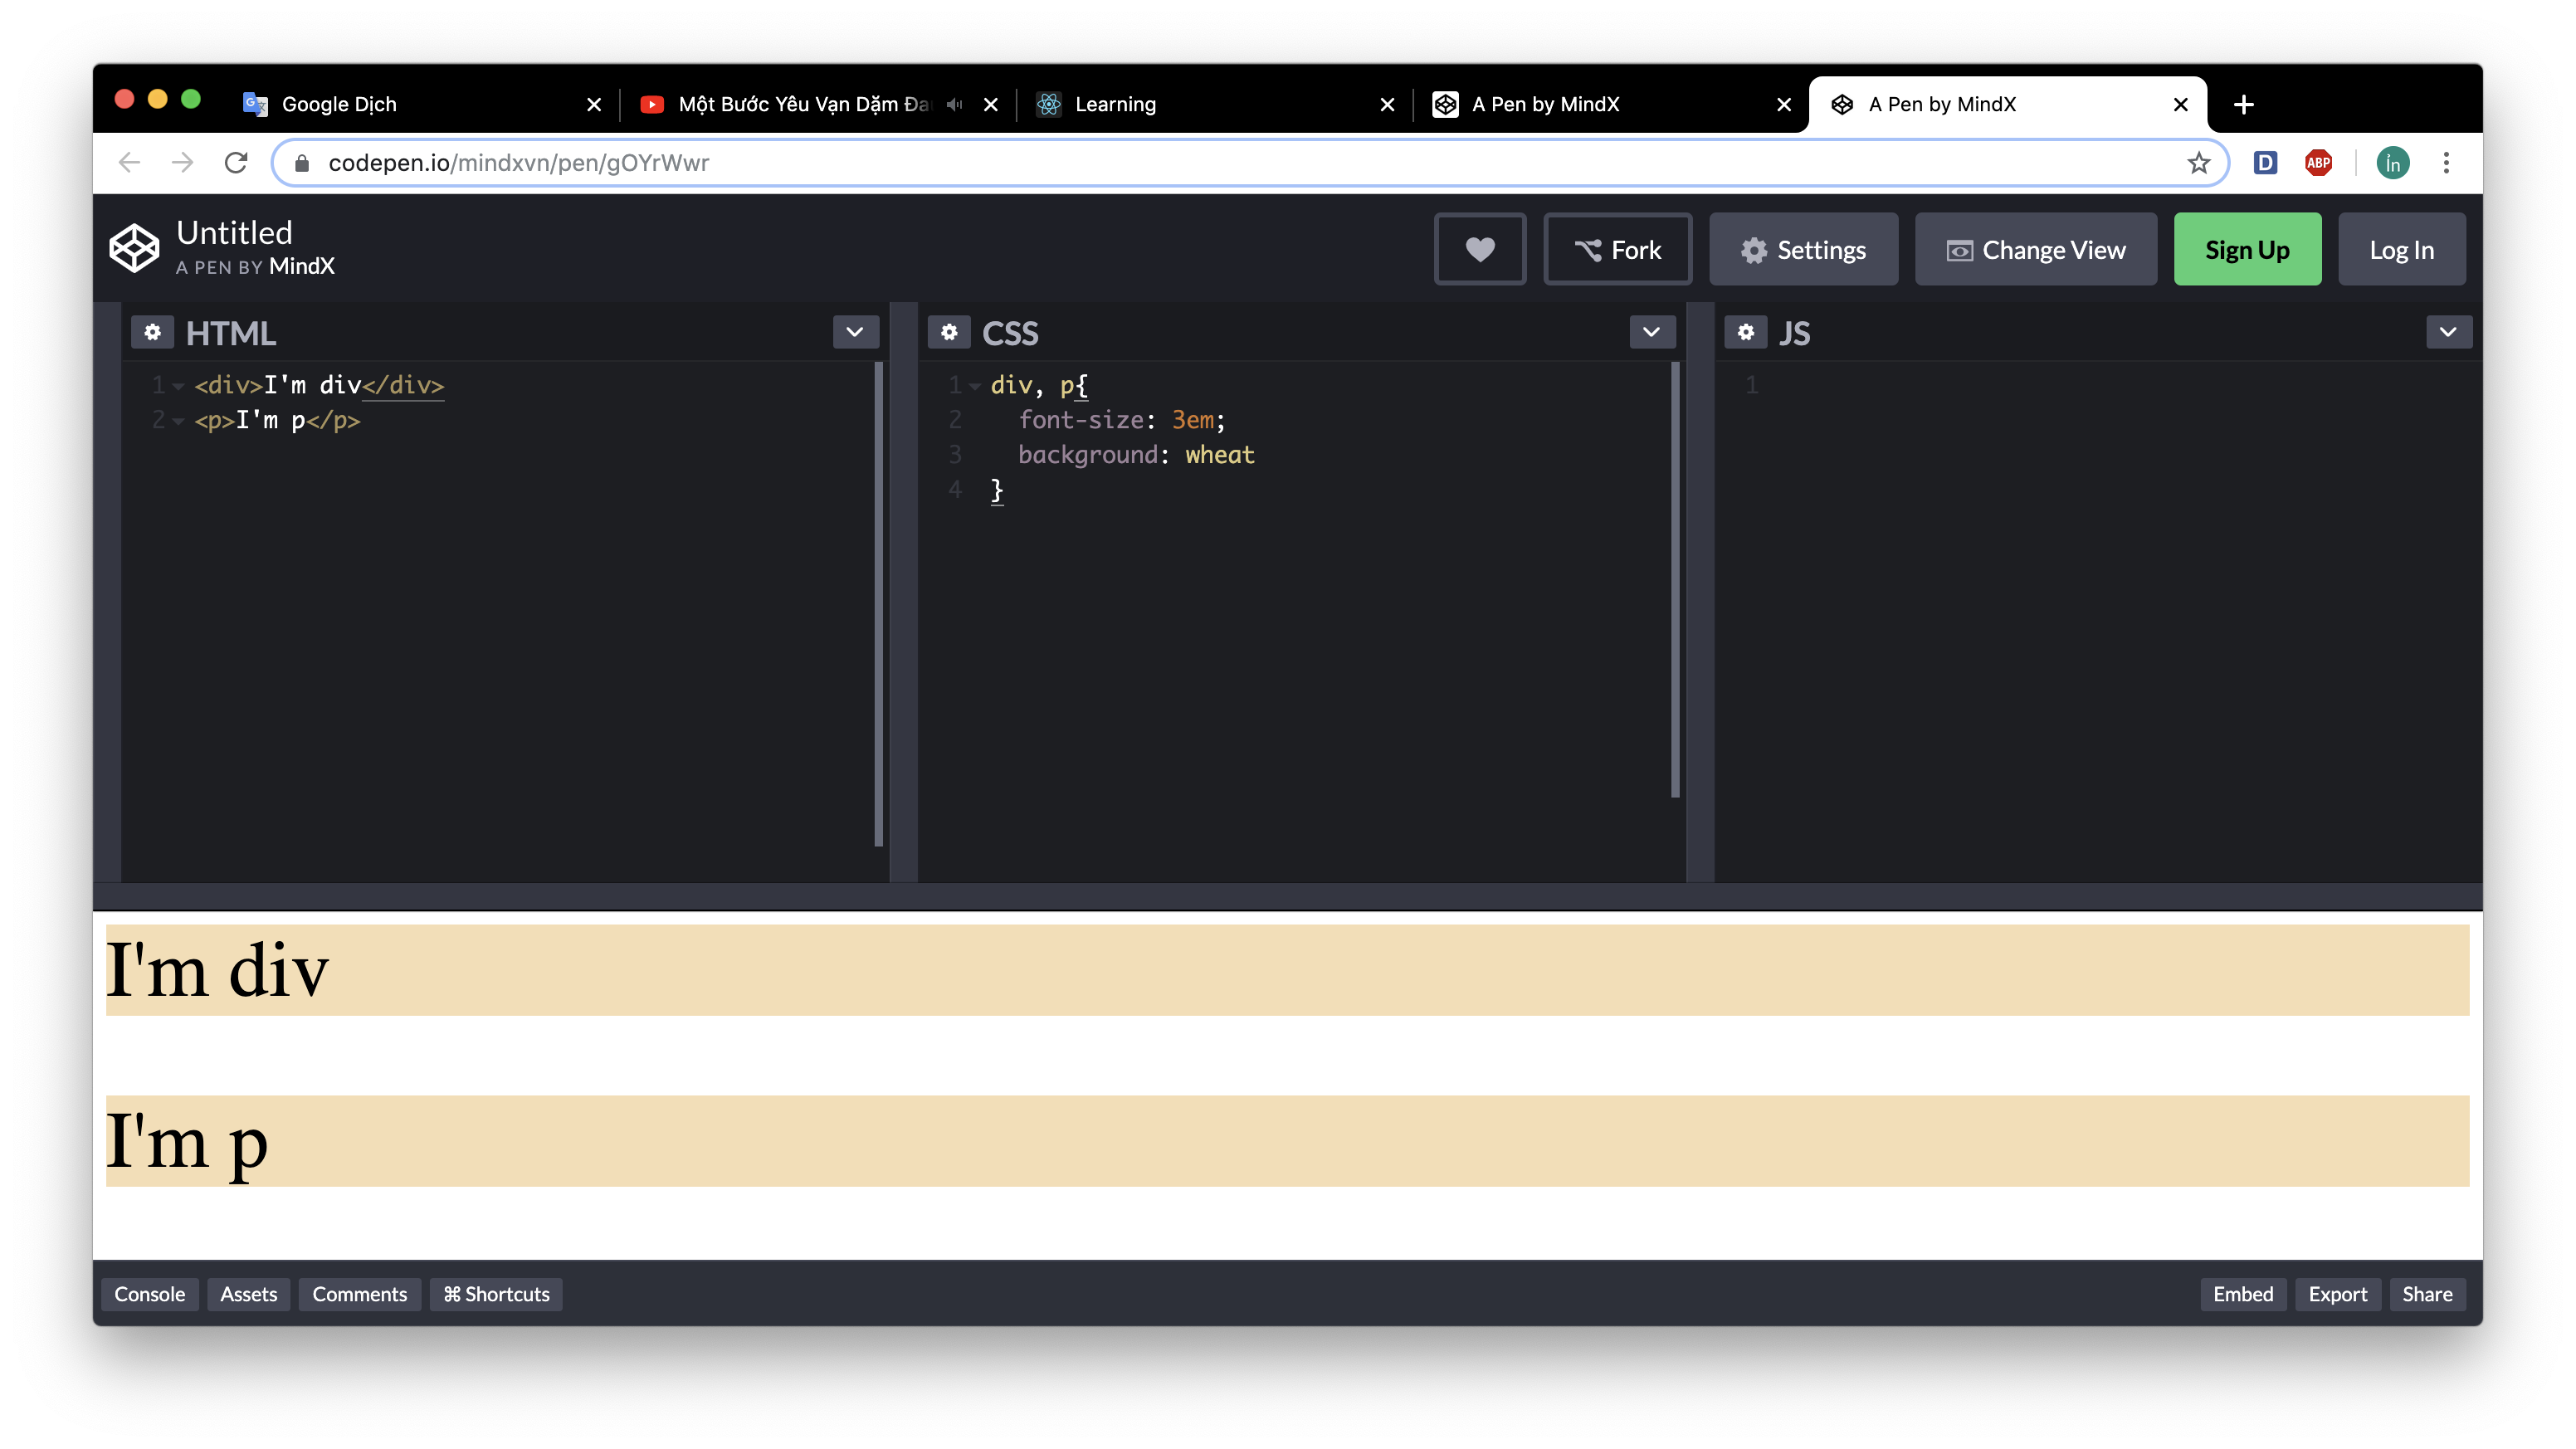 Google Dịch
Một Bước Yêu Vạn Dặm
Learning
A Pen by MindX
A Pen by MindX
codepen.io/mindxvn/pen/gOYrWwr
D
ABP
ỉn
Untitled
A PEN BY MindX
Fork
Settings
Change View
Sign Up
Log In
HTML
CSS
JS
1 <div>I'm div</div>
2 <p>I'm p</p>
1 div, p{
2 font-size: 3em;
3 background: wheat
4 }
1
I'm div
I'm p
Console
Assets
Comments
⌘ Shortcuts
Embed
Export
Share